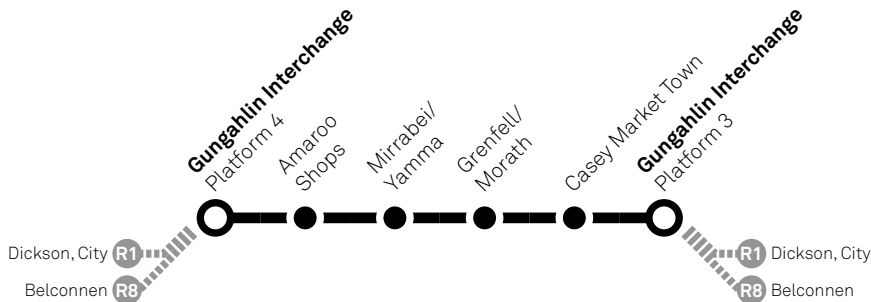 Gungahlin Interchange
Platform 4
Amaroo
Shops
Mirrabei/
Yamma
Grenfell/
Morath
Casey Market Town
Gungahlin Interchange
Platform 3
Dickson, City R1
Belconnen R8
R1 Dickson, City
R8 Belconnen